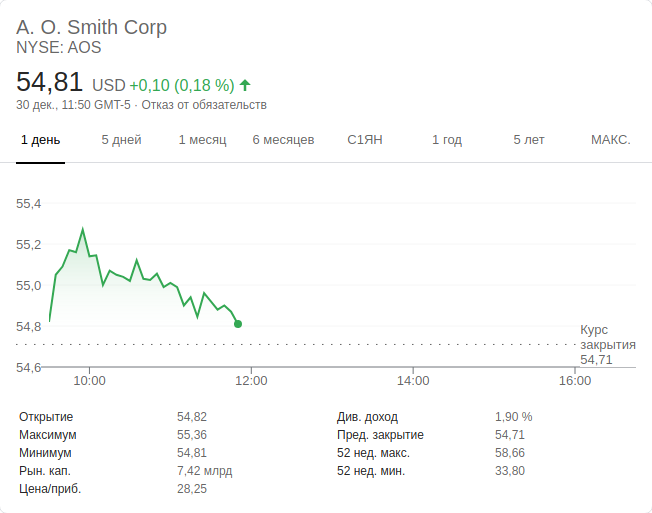 A. O. Smith Corp
NYSE: AOS
54,81 USD +0,10 (0,18 %)
30 дек., 11:50 GMT-5 · Отказ от обязательств
1 день 5 дней 1 месяц 6 месяцев С1ЯН 1 год 5 лет МАКС.
55,4
55,2
55,0
54,8
54,6
Курс
закрытия
54,71
10:00 12:00 14:00 16:00
Открытие 54,82 Див. доход 1,90 %
Максимум 55,36 Пред. закрытие 54,71
Минимум 54,81 52 нед. макс. 58,66
Рын. кап. 7,42 млрд 52 нед. мин. 33,80
Цена/приб. 28,25